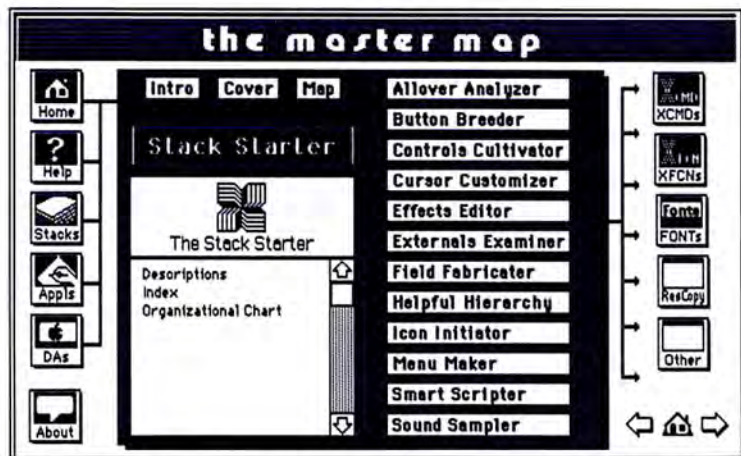 the master map
Home
Help
Stacks
Appls
DAs
About
Intro Cover Map
Stack Starter
The Stack Starter
Descriptions
Index
Organizational Chart
Allover Analyzer
Button Breeder
Controls Cultivator
Cursor Customizer
Effects Editor
Externals Examiner
Field Fabricater
Helpful Hierarchy
Icon Initiator
Menu Maker
Smart Scripter
Sound Sampler
XCMD
XCMDs
XFCN
XFCNs
Fonts
FONTs
ResCopy
Other